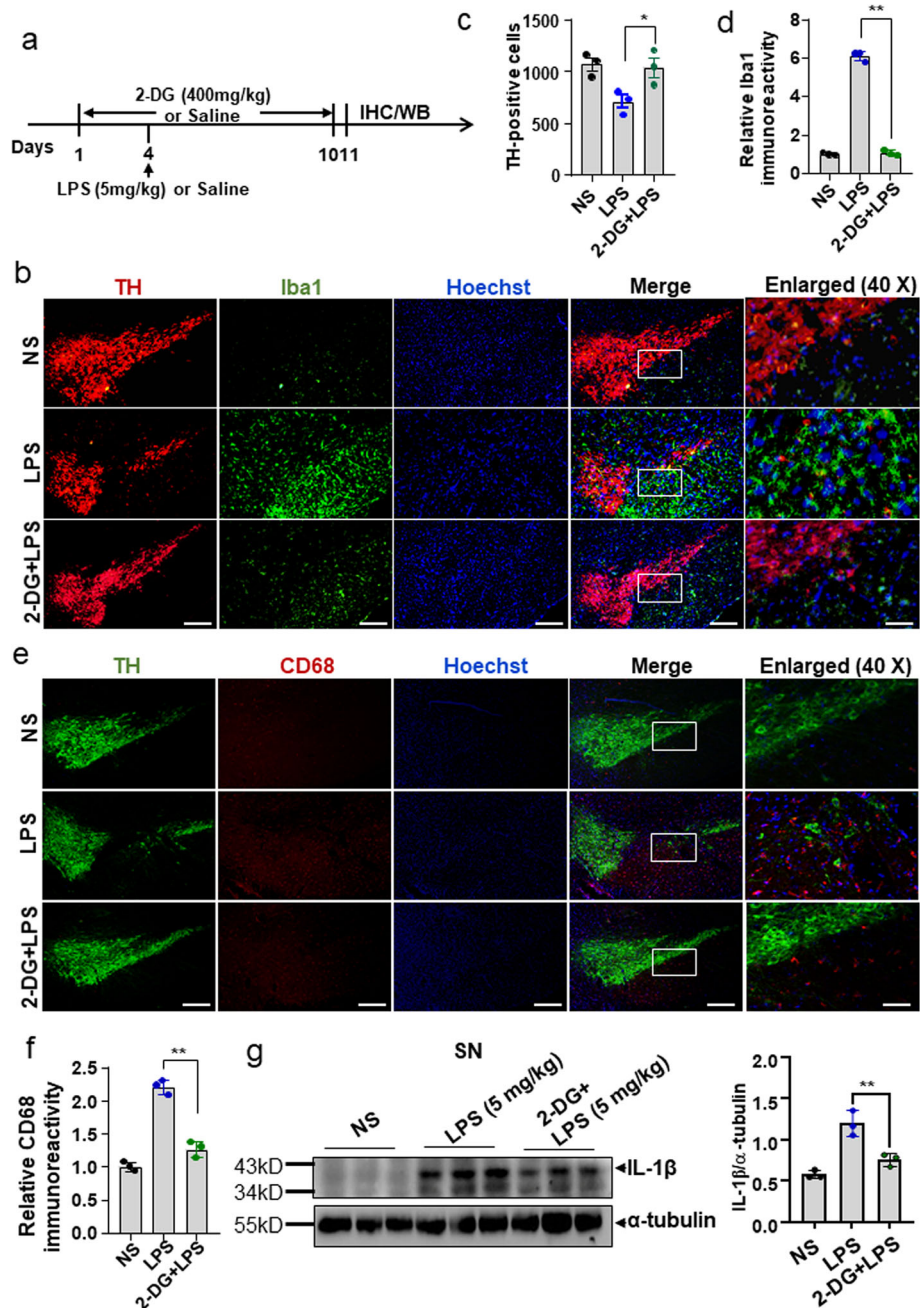 a
2-DG (400mg/kg)
or Saline
IHC/WB
Days
1
4
1011
LPS (5mg/kg) or Saline
c
TH-positive cells
1500
1000
500
0
*
NS
LPS
2-DG+LPS
d
Relative Iba1
immunoreactivity
8
6
4
2
0
**
NS
LPS
2-DG+LPS
b
TH
Iba1
Hoechst
Merge
Enlarged (40 X)
NS
LPS
2-DG+LPS
e
TH
CD68
Hoechst
Merge
Enlarged (40 X)
NS
LPS
2-DG+LPS
f
Relative CD68
immunoreactivity
2.5
2.0
1.5
1.0
0.5
0.0
**
NS
LPS
2-DG+LPS
g
SN
NS
LPS (5 mg/kg)
2-DG+
LPS (5 mg/kg)
43kD
34kD
55kD
IL-1β
α-tubulin
IL-1β/α-tubulin
1.5
1.0
0.5
0.0
**
NS
LPS
2-DG+LPS